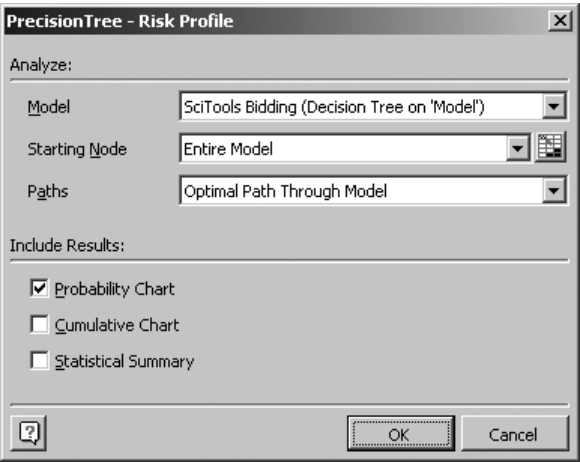 PrecisionTree - Risk Profile
Analyze:
Model SciTools Bidding (Decision Tree on 'Model')
Starting Node Entire Model
Paths Optimal Path Through Model
Include Results:
Probability Chart
Cumulative Chart
Statistical Summary
OK Cancel